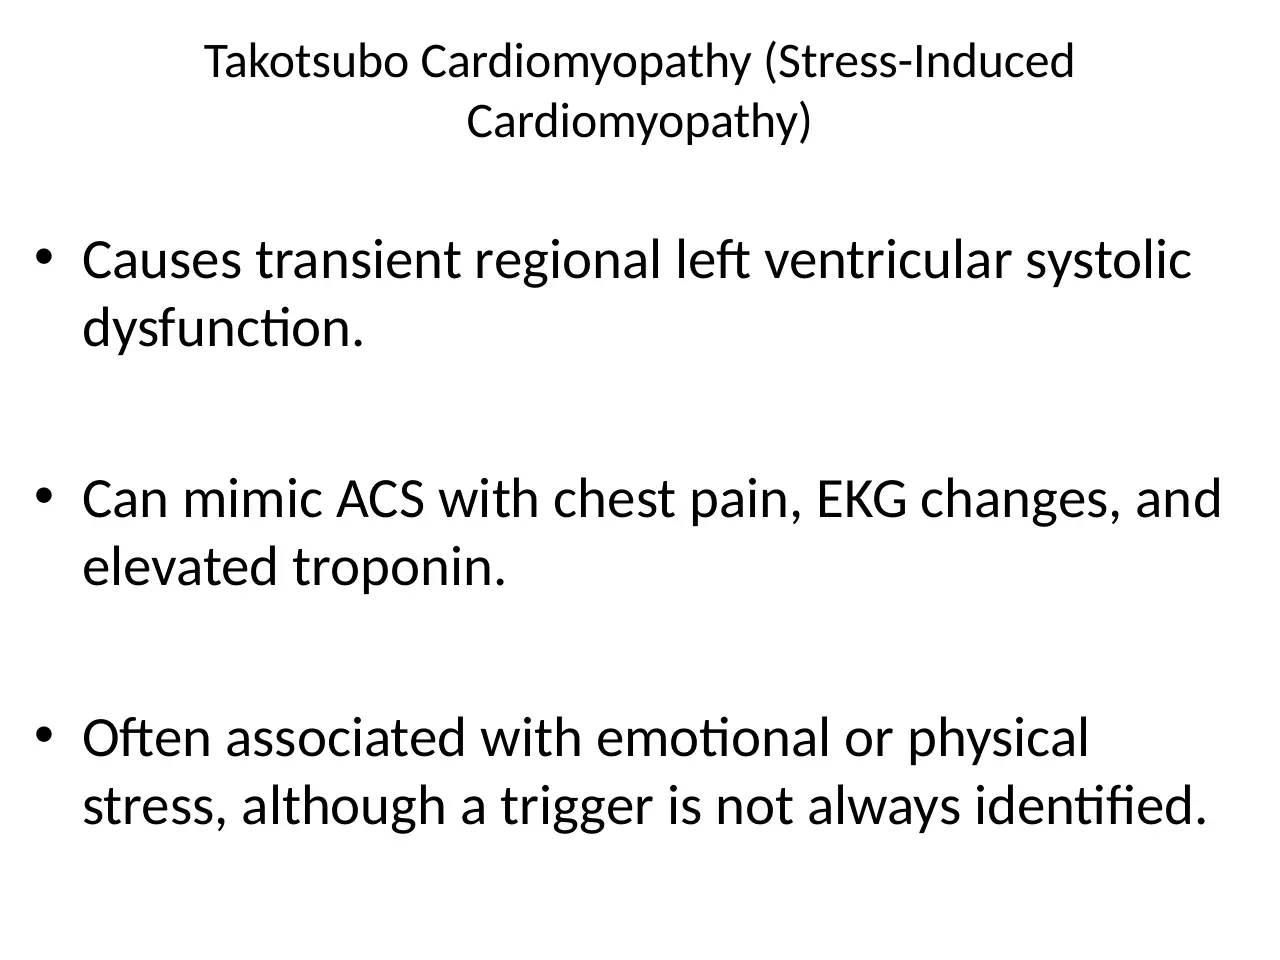 Takotsubo Cardiomyopathy (Stress-Induced
Cardiomyopathy)
• Causes transient regional left ventricular systolic
dysfunction.
• Can mimic ACS with chest pain, EKG changes, and
elevated troponin.
• Often associated with emotional or physical
stress, although a trigger is not always identified.